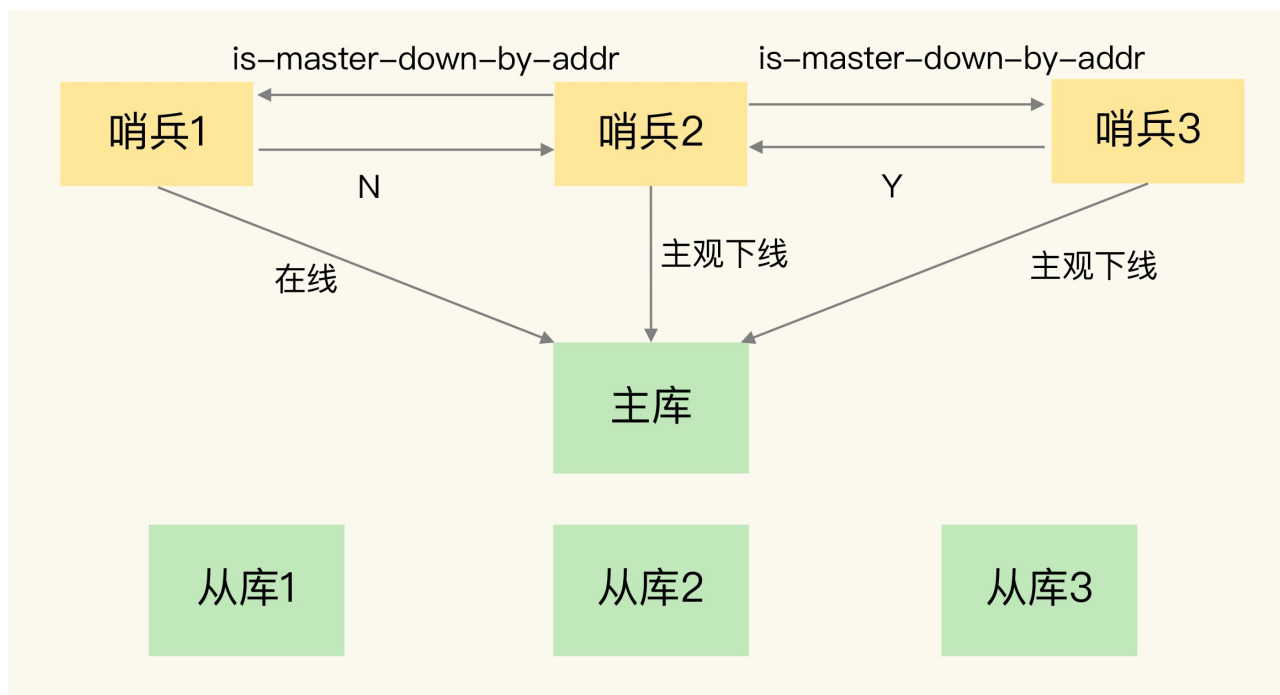 is-master-down-by-addr
is-master-down-by-addr
哨兵1
哨兵2
哨兵3
N
Y
在线
主观下线
主观下线
主库
从库1
从库2
从库3